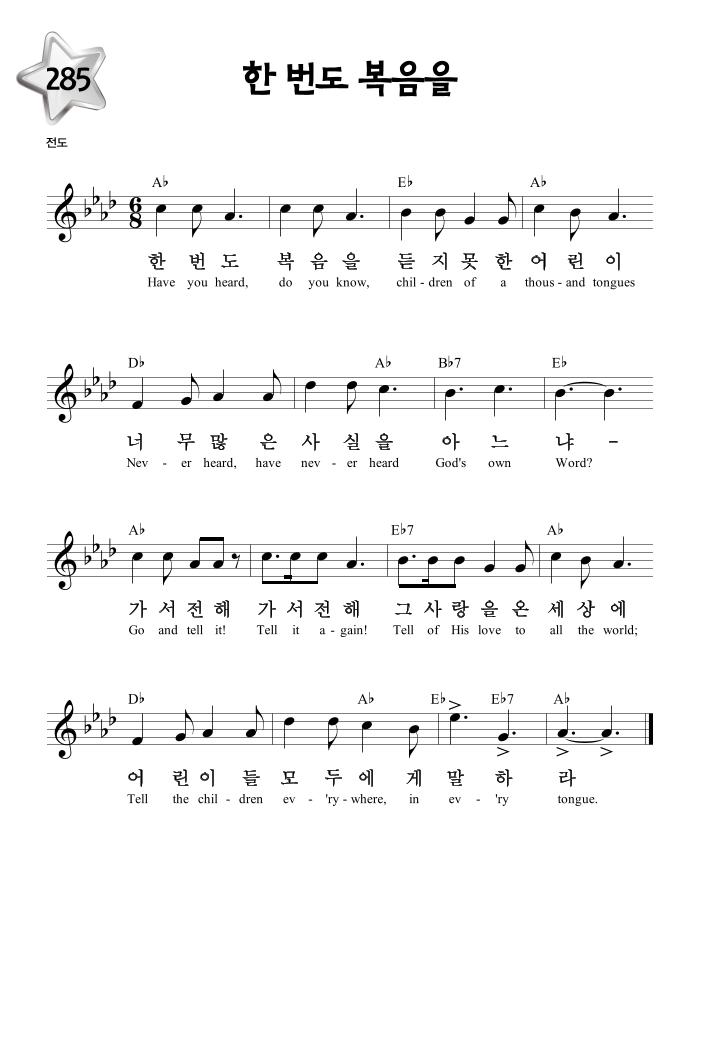 285
한 번도 복음을
전도
A♭ E♭ A♭
6
8
한 번 도 복 음 을 듣 지 못 한 어 린 이
Have you heard, do you know, chil - dren of a thous - and tongues
D♭ A♭ B♭7 E♭
너 무 많 은 사 실 을 아 느 냐 -
Nev - er heard, have nev - er heard God's own Word?
A♭ E♭7 A♭
가 서 전 해 가 서 전 해 그 사 랑 을 온 세 상 에
Go and tell it! Tell it a - gain! Tell of His love to all the world;
D♭ A♭ E♭ E♭7 A♭
어 린 이 들 모 두 에 게 말 하 라
Tell the chil - dren ev - 'ry - where, in ev - 'ry tongue.